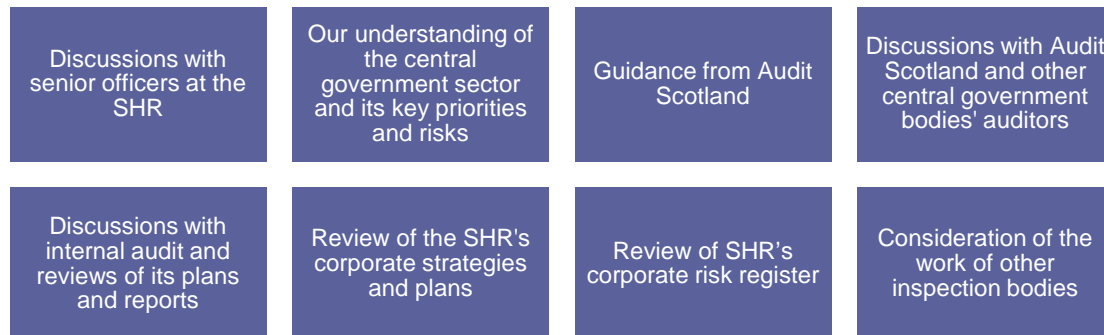 Discussions with
senior officers at the
SHR
Our understanding of
the central
government sector
and its key priorities
and risks
Guidance from Audit
Scotland
Discussions with Audit
Scotland and other
central government
bodies' auditors
Discussions with
internal audit and
reviews of its plans
and reports
Review of the SHR's
corporate strategies
and plans
Review of SHR’s
corporate risk register
Consideration of the
work of other
inspection bodies